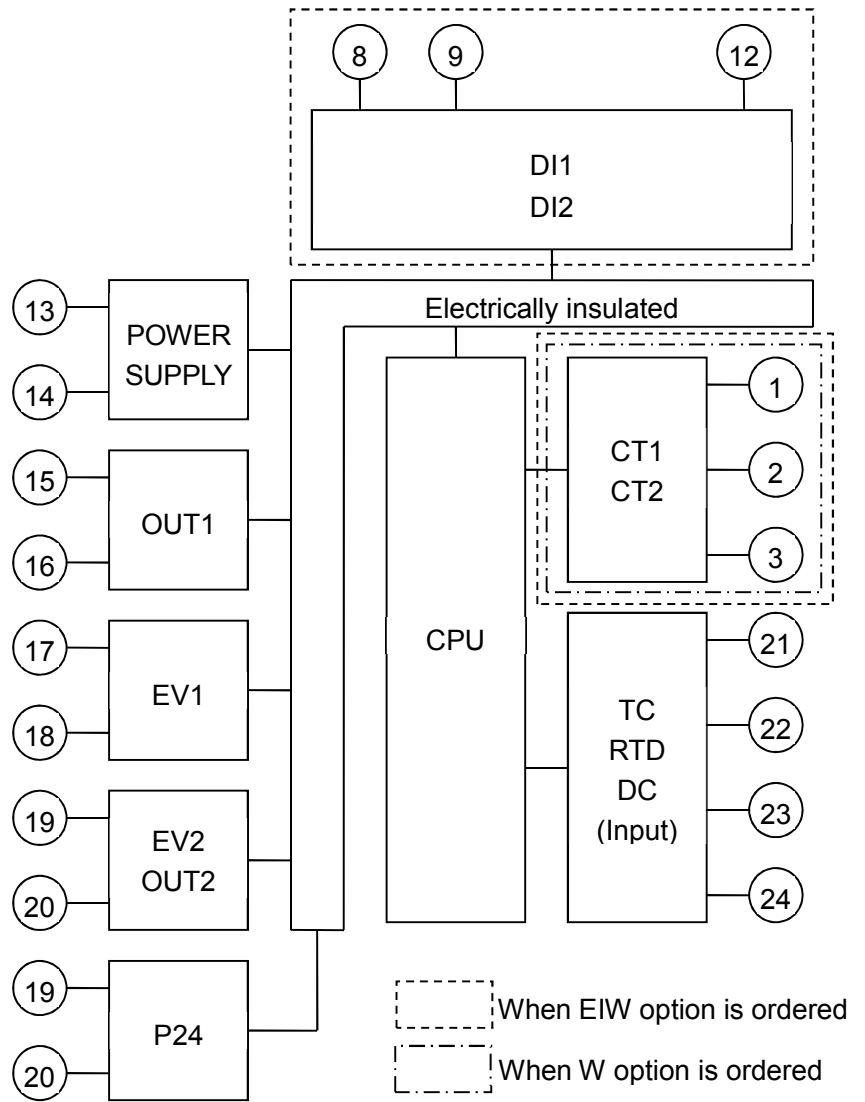 8
9
12
DI1
DI2
Electrically insulated
13
14
POWER
SUPPLY
15
16
OUT1
17
18
EV1
19
20
EV2
OUT2
19
20
P24
CPU
CT1
CT2
1
2
3
TC
RTD
DC
(Input)
21
22
23
24
When EIW option is ordered
When W option is ordered